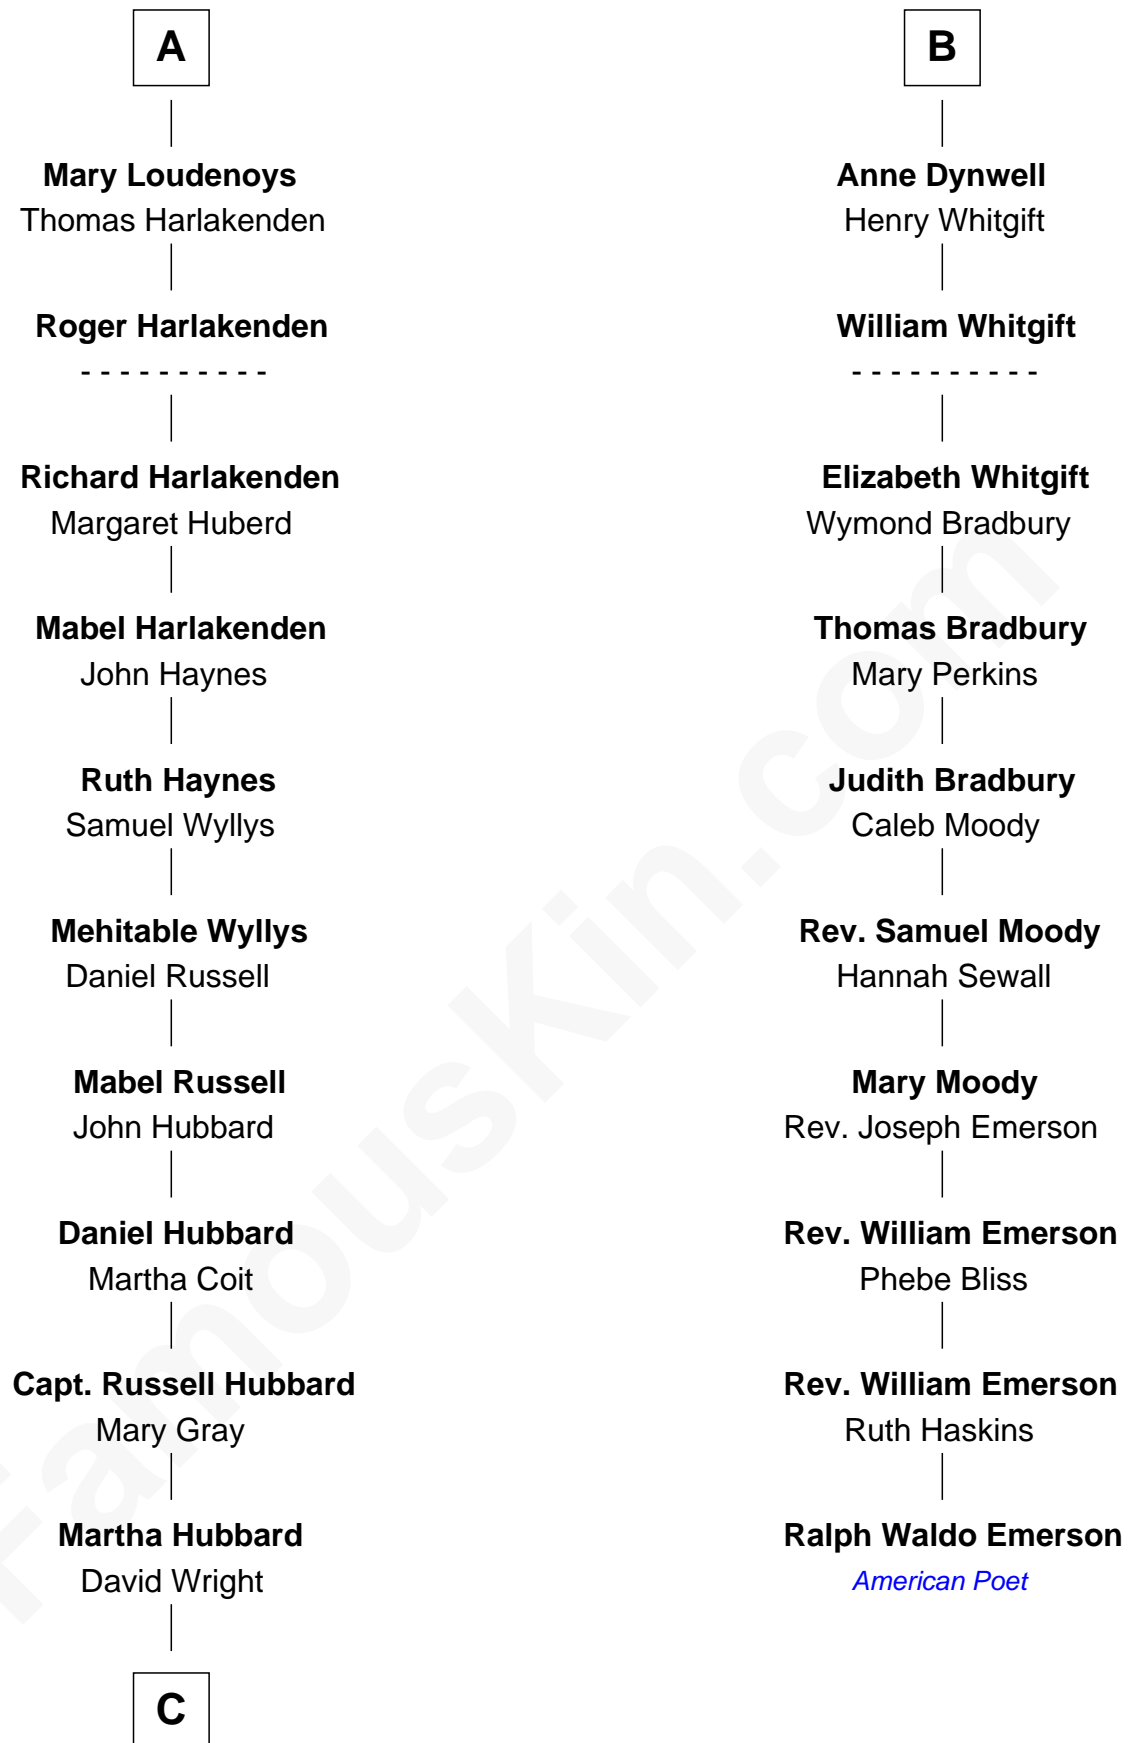 A
Mary Loudenoys
Thomas Harlakenden
Roger Harlakenden
- - - - - - - - - -
Richard Harlakenden
Margaret Huberd
Mabel Harlakenden
John Haynes
Ruth Haynes
Samuel Wyllys
Mehitable Wyllys
Daniel Russell
Mabel Russell
John Hubbard
Daniel Hubbard
Martha Coit
Capt. Russell Hubbard
Mary Gray
Martha Hubbard
David Wright
C
B
Anne Dynwell
Henry Whitgift
William Whitgift
- - - - - - - - - -
Elizabeth Whitgift
Wymond Bradbury
Thomas Bradbury
Mary Perkins
Judith Bradbury
Caleb Moody
Rev. Samuel Moody
Hannah Sewall
Mary Moody
Rev. Joseph Emerson
Rev. William Emerson
Phebe Bliss
Rev. William Emerson
Ruth Haskins
Ralph Waldo Emerson
American Poet
FamousKin.com